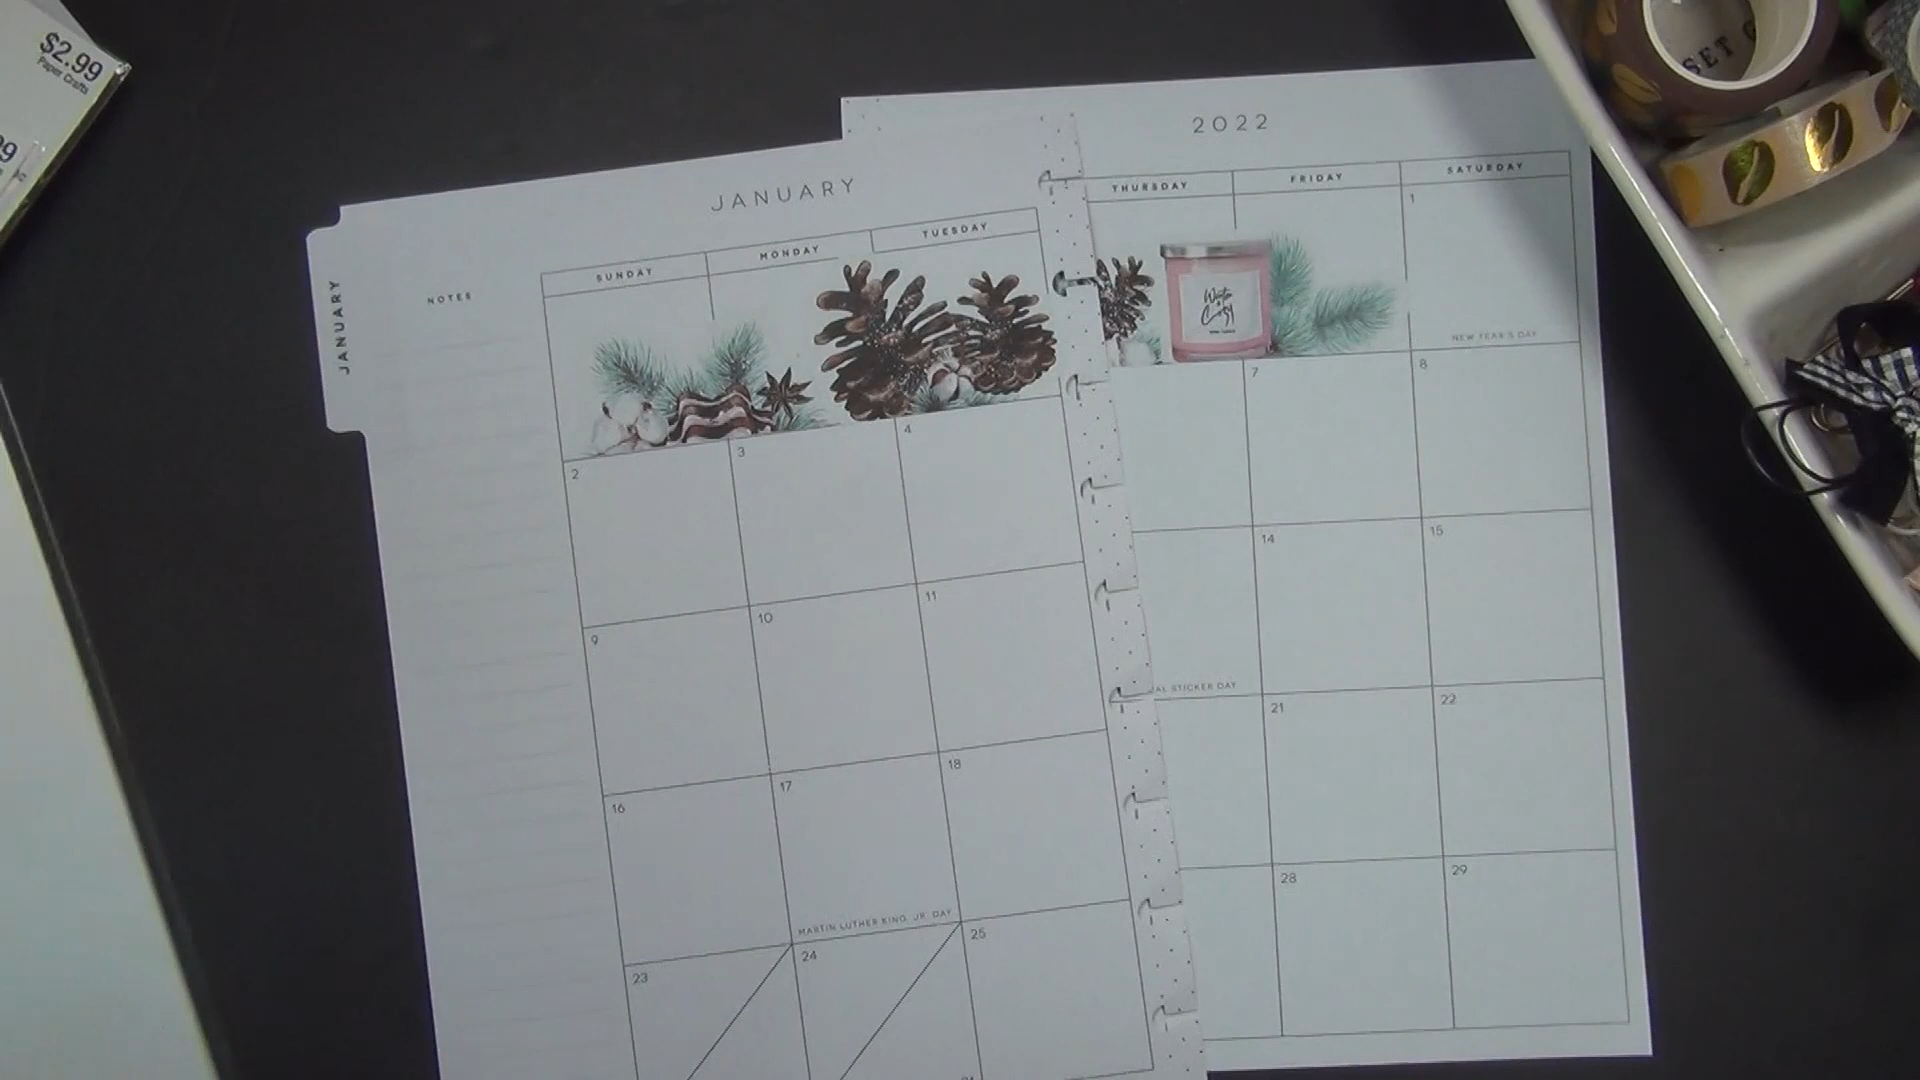 $2.99
Paper Crafts
SET
JANUARY
2022
JANUARY
NOTES
SUNDAY
MONDAY
TUESDAY
THURSDAY
FRIDAY
SATURDAY
1
NEW YEAR'S DAY
2
3
4
7
8
9
10
11
14
15
AL STICKER DAY
16
17
18
21
22
MARTIN LUTHER KING, JR. DAY
23
24
25
28
29